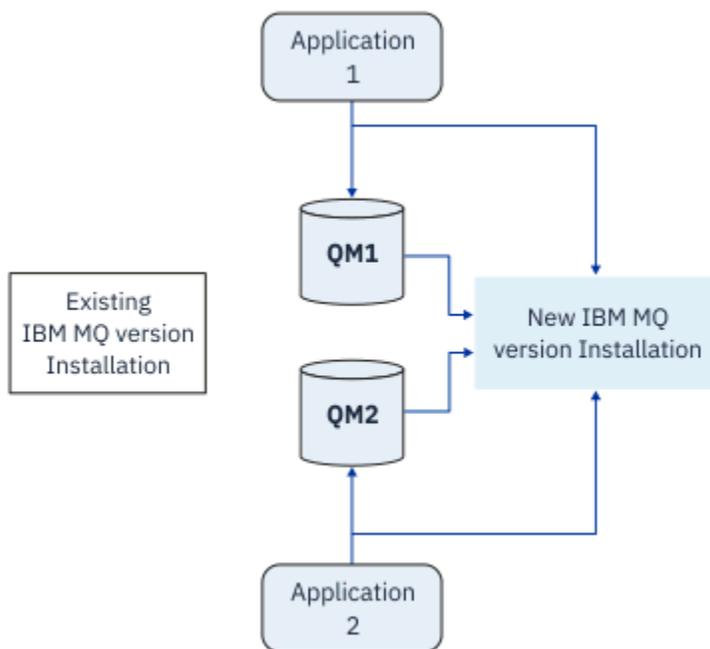 Application
1
QM1
Existing
IBM MQ version
Installation
New IBM MQ
version Installation
QM2
Application
2